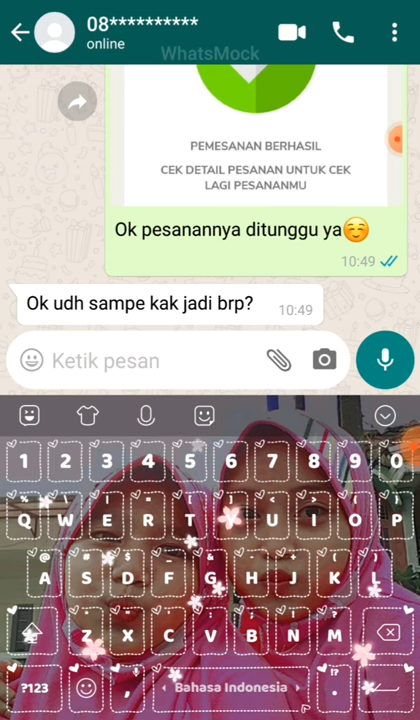 08**********
online
WhatsMock
PEMESANAN BERHASIL
CEK DETAIL PESANAN UNTUK CEK
LAGI PESANANMU
Ok pesanannya ditunggu ya☺️
10:49
Ok udh sampe kak jadi brp?
10:49
Ketik pesan
1 2 3 4 5 6 7 8 9 0
Q W E R T Y U I O P
A S D F G H J K L
Z X C V B N M
?123 , Bahasa Indonesia .